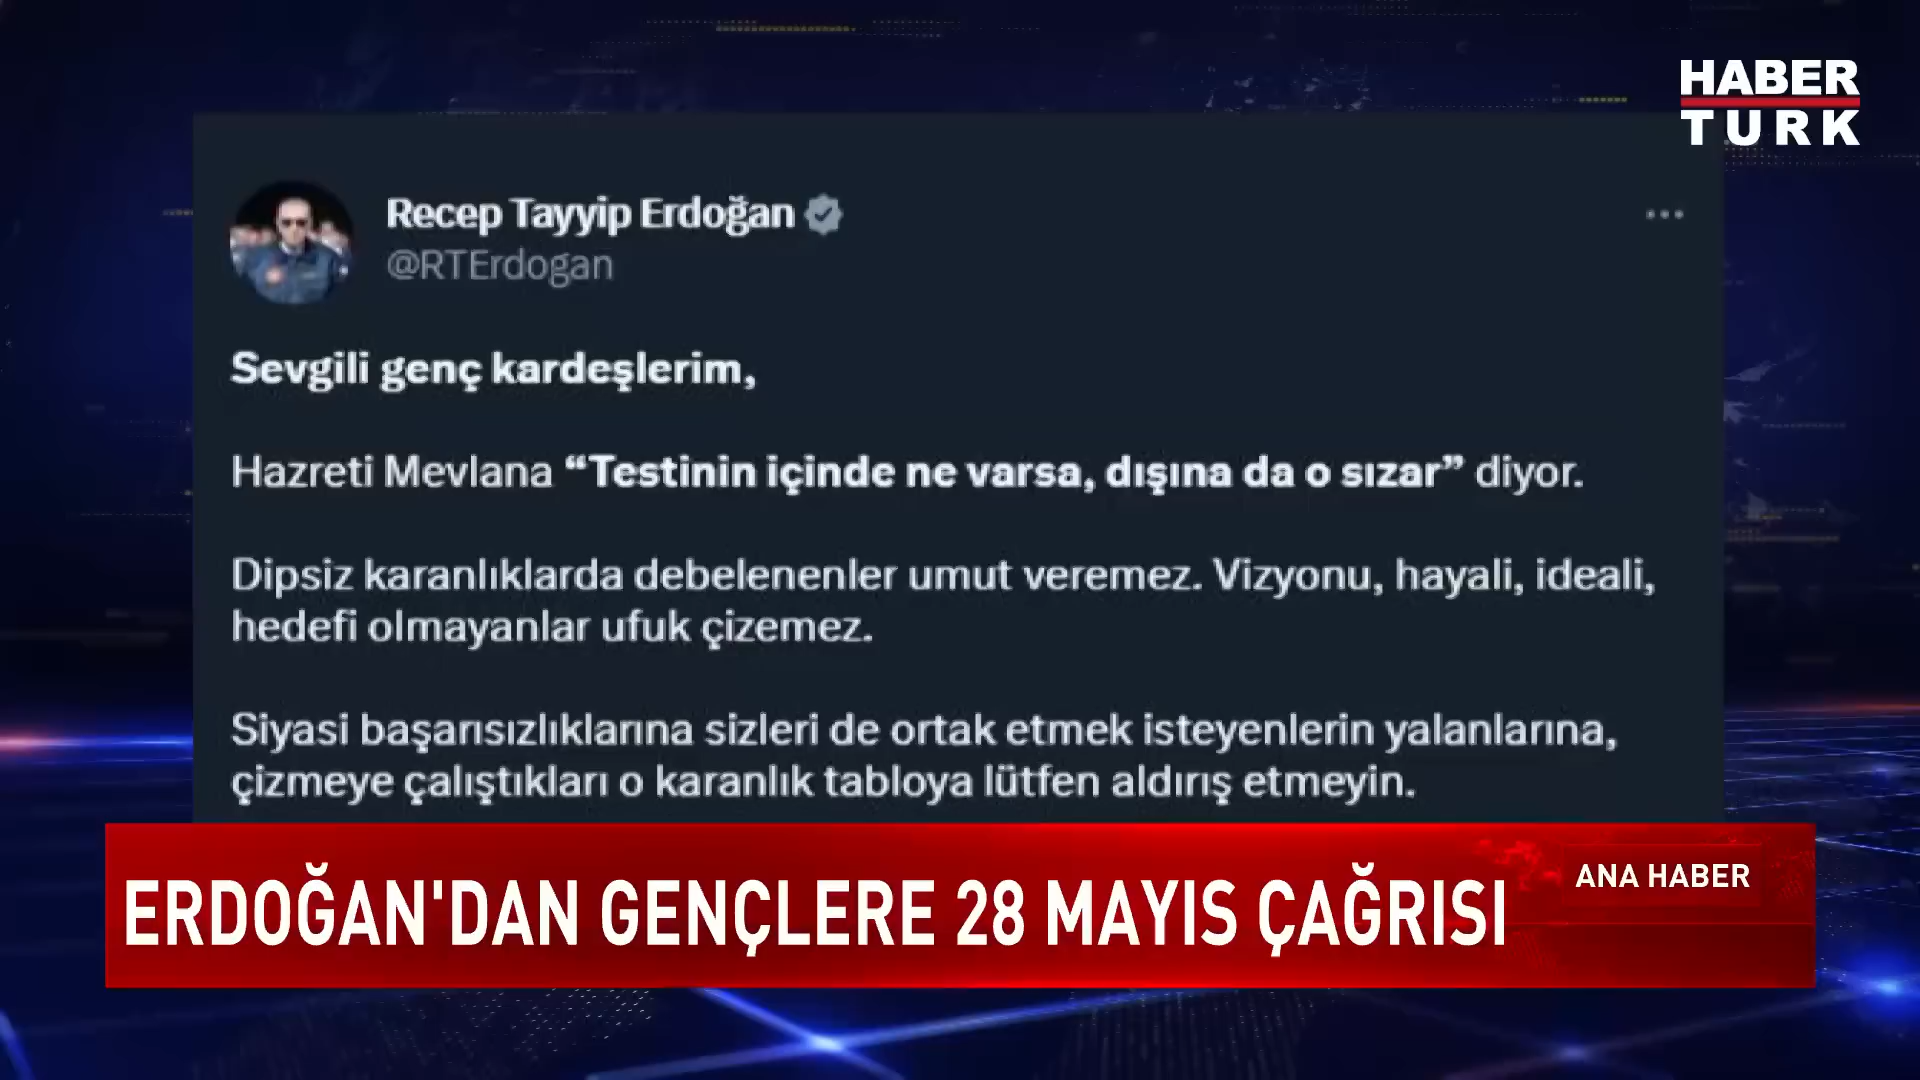 HABER
TURK
Recep Tayyip Erdoğan
@RTErdogan
Sevgili genç kardeşlerim,
Hazreti Mevlana “Testinin içinde ne varsa, dışına da o sızar” diyor.
Dipsiz karanlıklarda debelenenler umut veremez. Vizyonu, hayali, ideali,
hedefi olmayanlar ufuk çizemez.
Siyasi başarısızlıklarına sizleri de ortak etmek isteyenlerin yalanlarına,
çizmeye çalıştıkları o karanlık tabloya lütfen aldırış etmeyin.
ERDOĞAN'DAN GENÇLERE 28 MAYIS ÇAĞRISI
ANA HABER